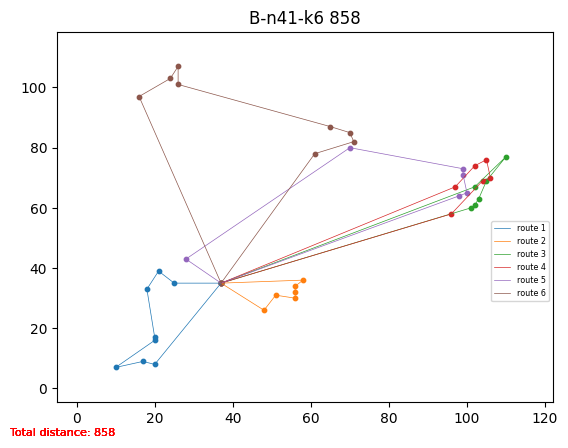 B-n41-k6 858
100
80
60
40
20
0
route 1
route 2
route 3
route 4
route 5
route 6
0 20 40 60 80 100 120
Total distance: 858